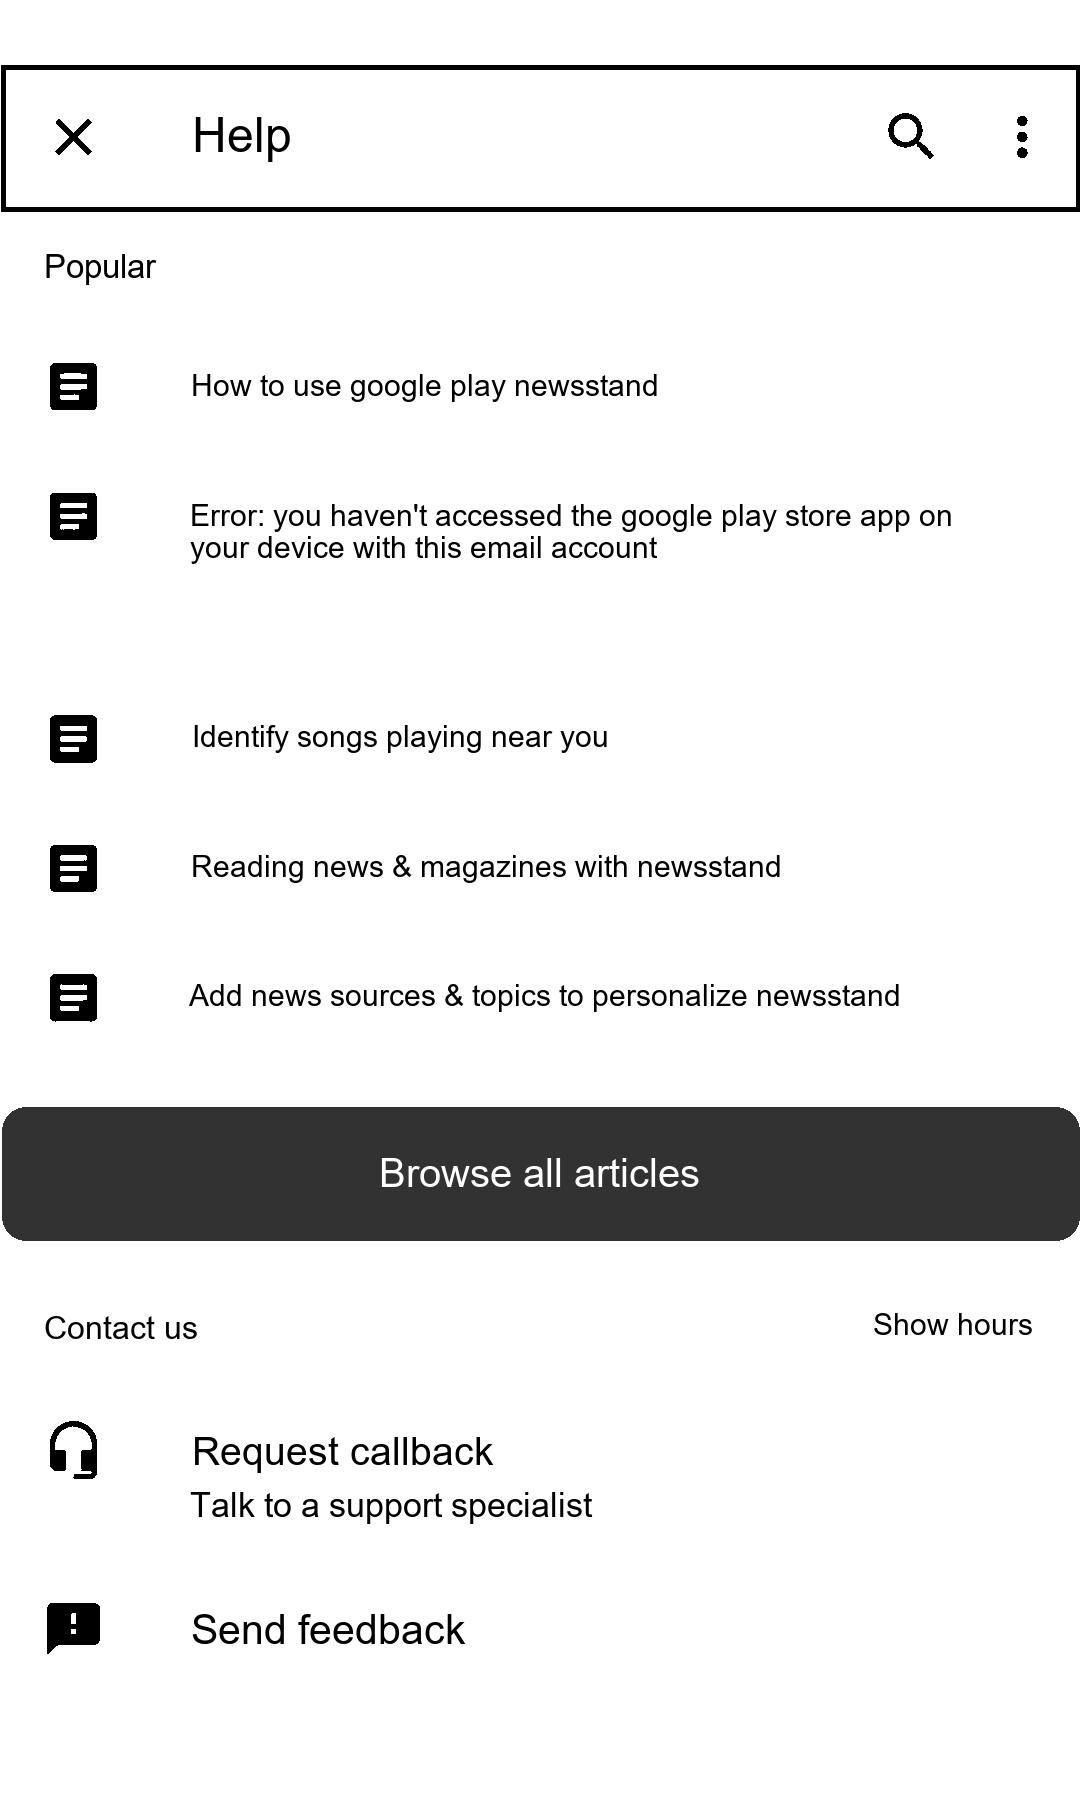 Help
Popular
How to use google play newsstand
Error: you haven't accessed the google play store app on
your device with this email account
Identify songs playing near you
Reading news & magazines with newsstand
Add news sources & topics to personalize newsstand
Browse all articles
Contact us
Show hours
Request callback
Talk to a support specialist
Send feedback